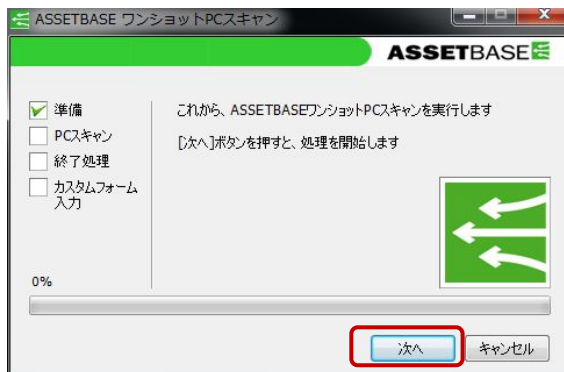 ASSETBASE ワンショットPCスキャン
ASSETBASE
準備
PCスキャン
終了処理
カスタムフォーム
入力
これから、ASSETBASEワンショットPCスキャンを実行します
[次へ]ボタンを押すと、処理を開始します
0%
次へ
キャンセル